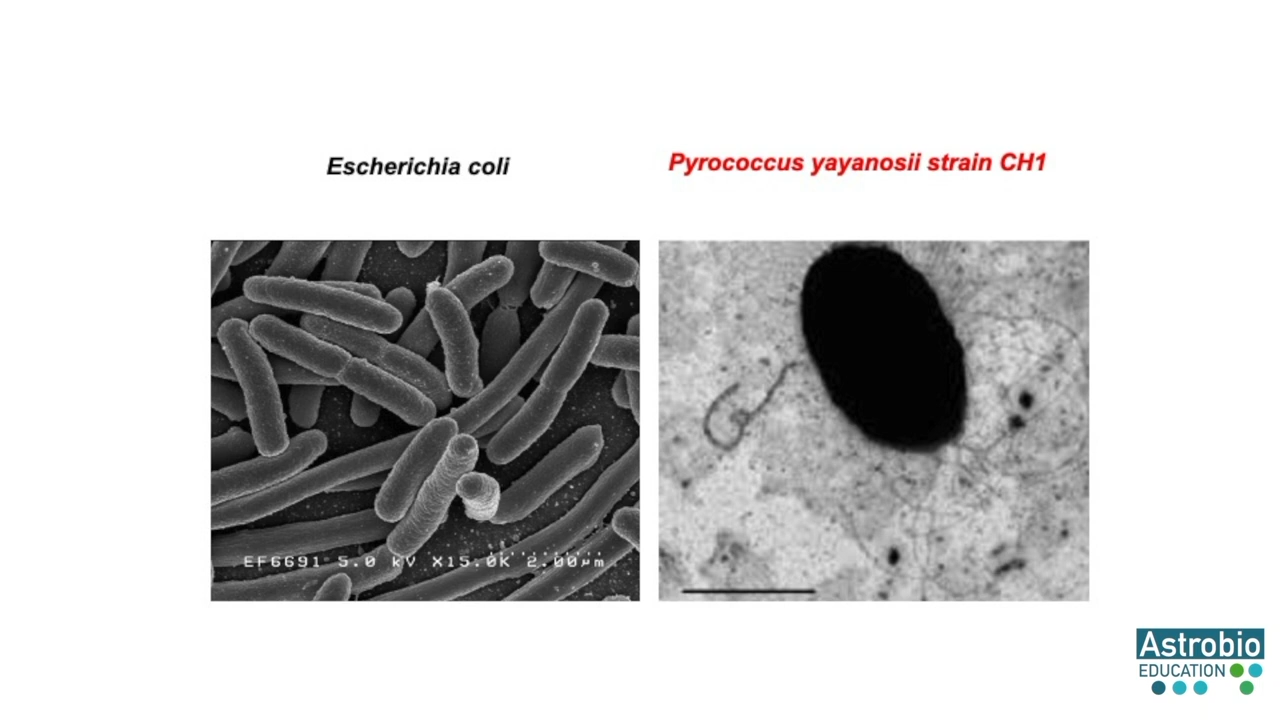 Escherichia coli
Pyrococcus yayanosii strain CH1
EF6691 5.0 kV X15.0K 2.00µm
Astrobio
EDUCATION